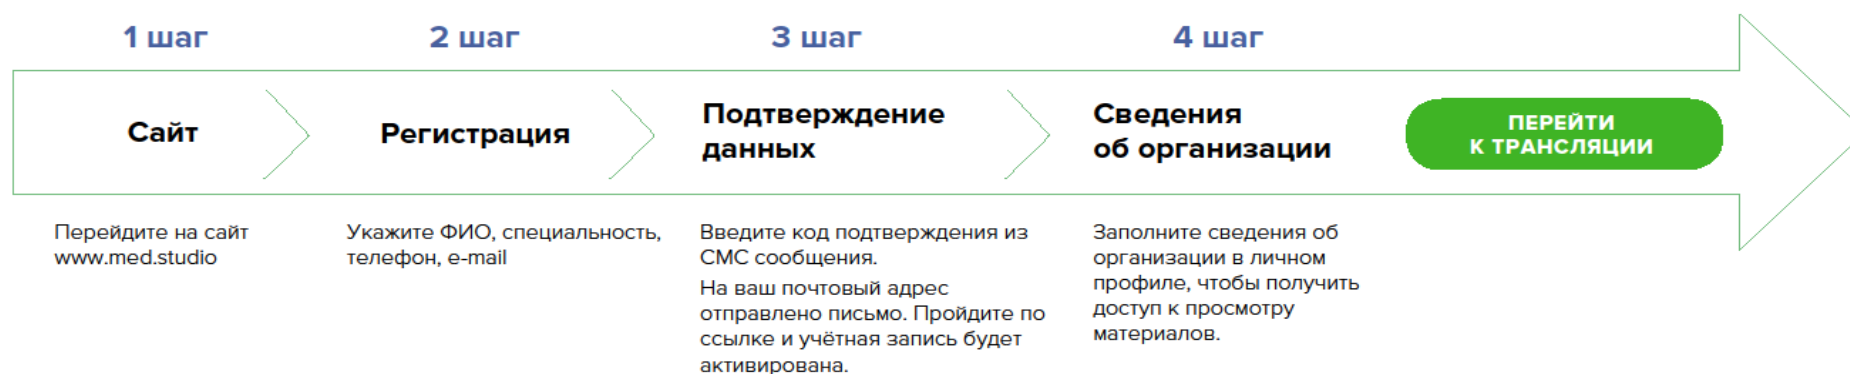 1 шаг
2 шаг
3 шаг
4 шаг
Сайт
Регистрация
Подтверждение
данных
Сведения
об организации
ПЕРЕЙТИ
К ТРАНСЛЯЦИИ
Перейдите на сайт
www.med.studio
Укажите ФИО, специальность,
телефон, e-mail
Введите код подтверждения из
СМС сообщения.
На ваш почтовый адрес
отправлено письмо. Пройдите по
ссылке и учётная запись будет
активирована.
Заполните сведения об
организации в личном
профиле, чтобы получить
доступ к просмотру
материалов.